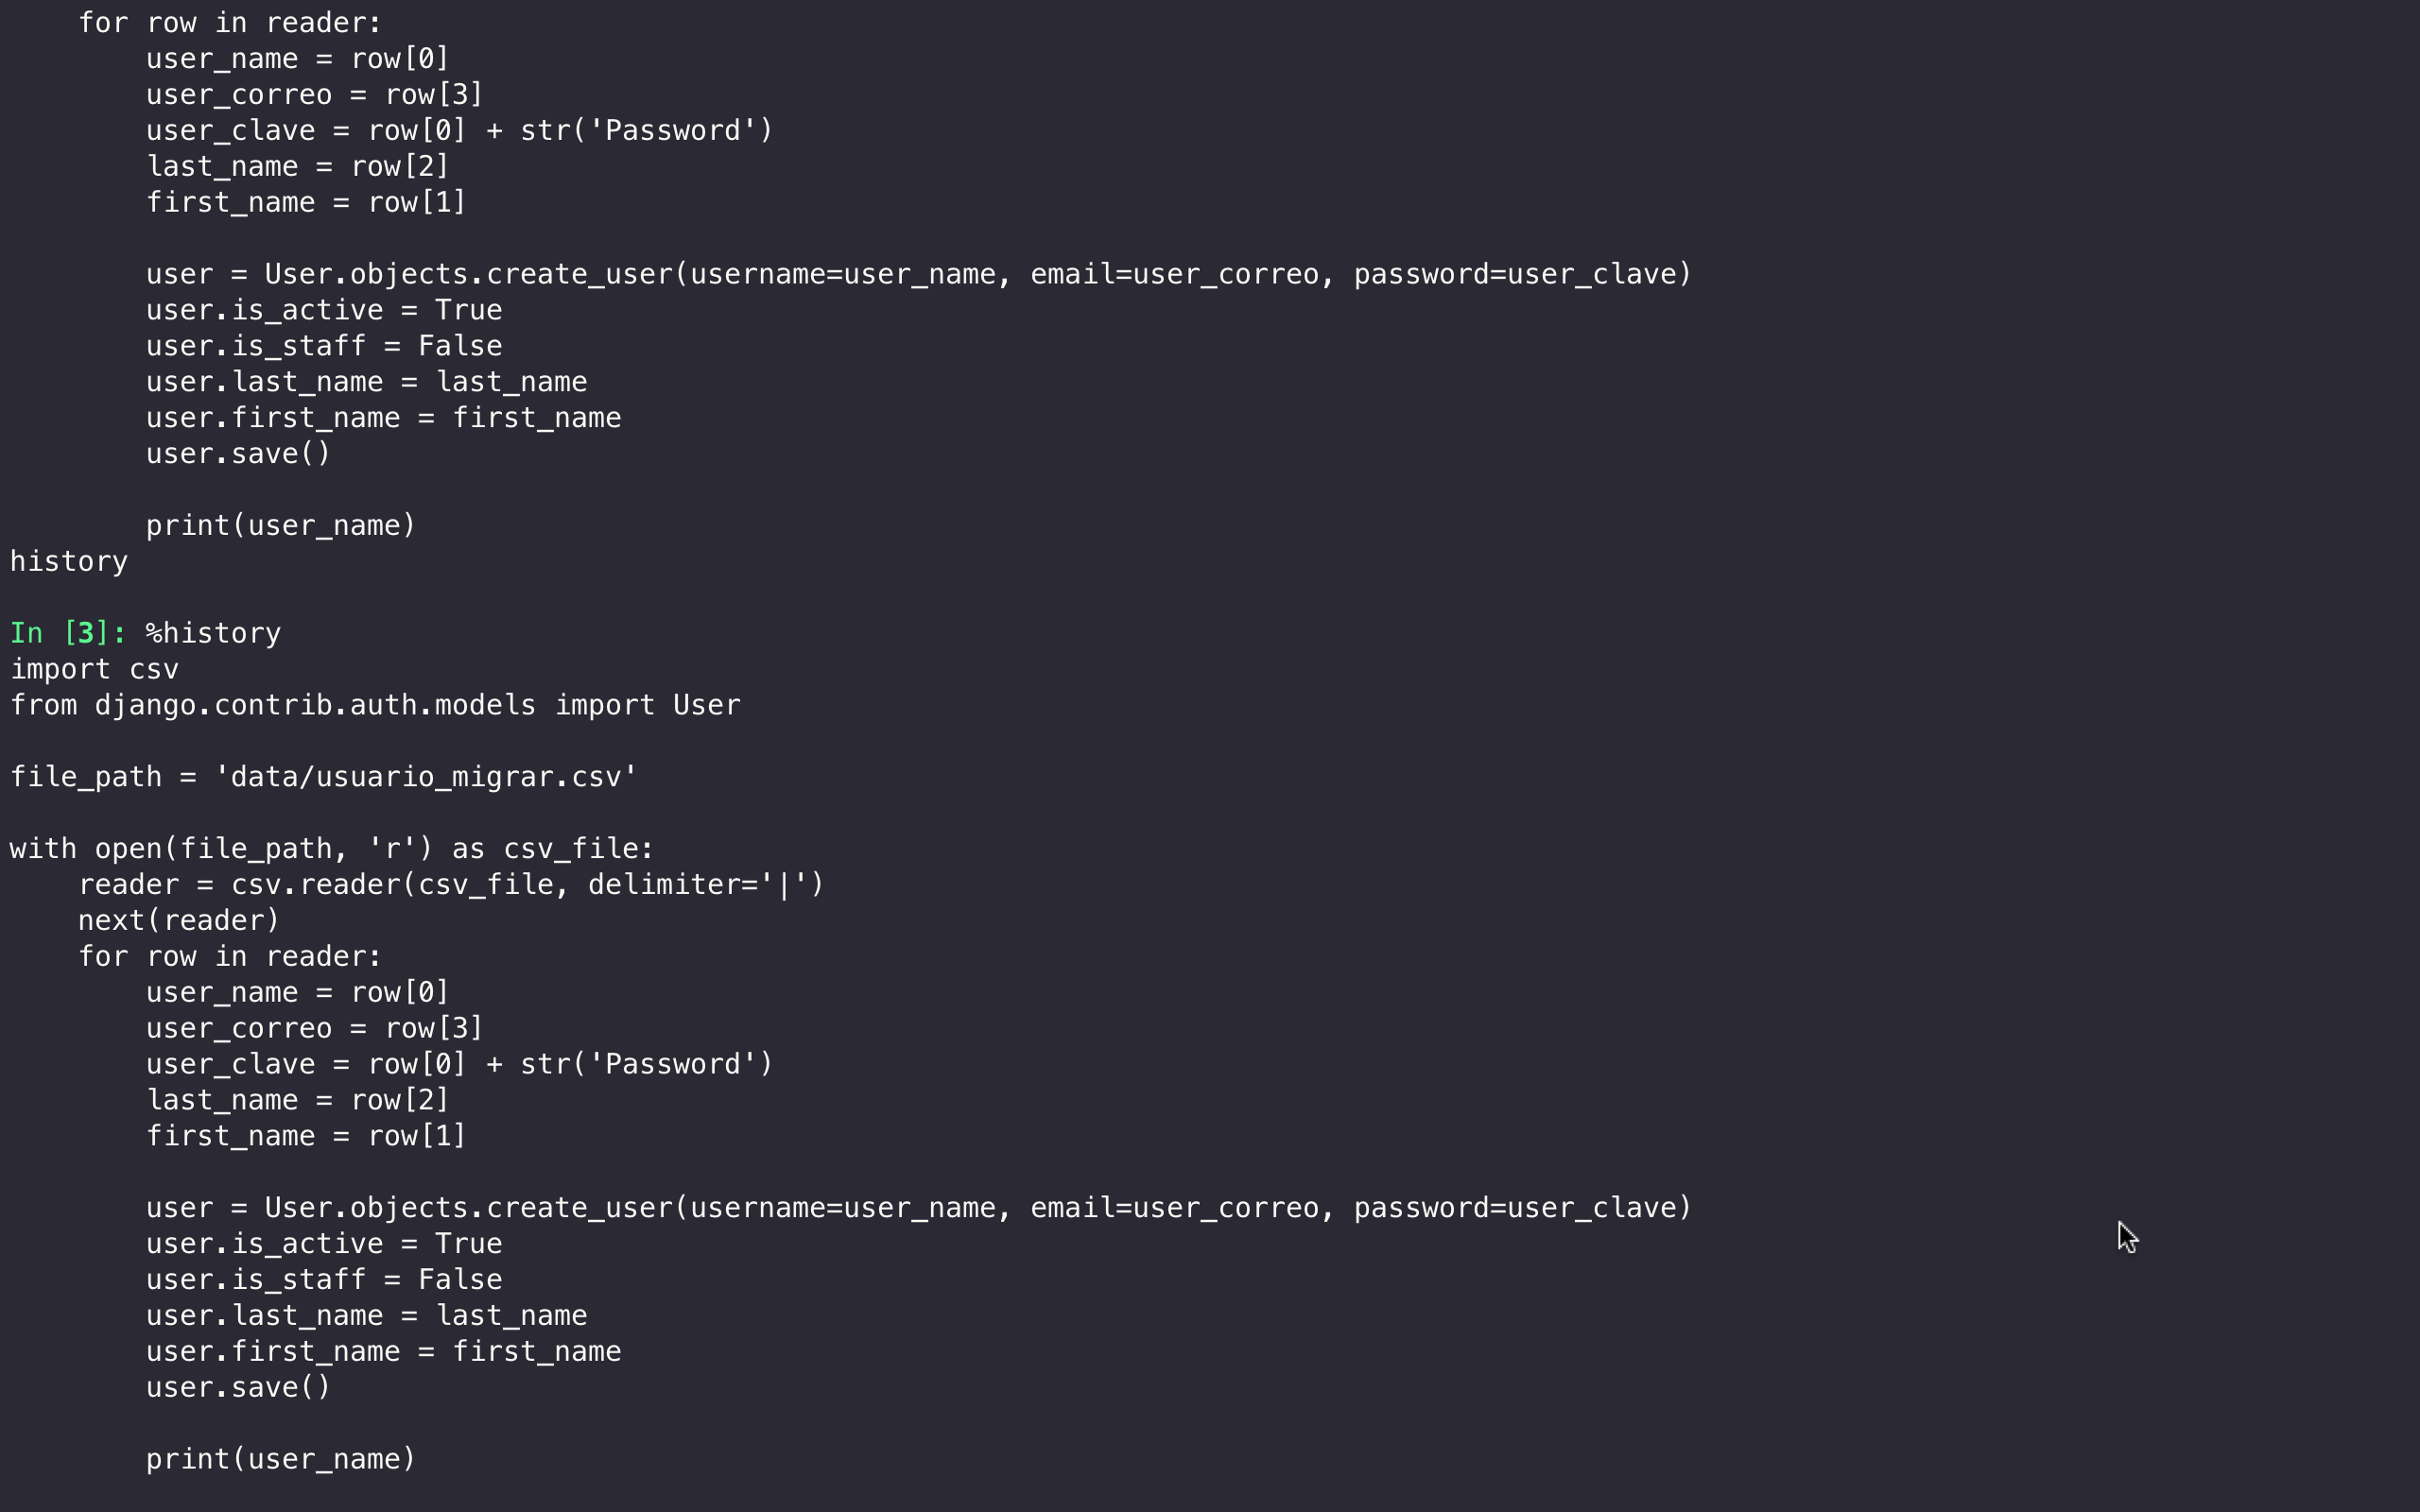 for row in reader:
        user_name = row[0]
        user_correo = row[3]
        user_clave = row[0] + str('Password')
        last_name = row[2]
        first_name = row[1]

        user = User.objects.create_user(username=user_name, email=user_correo, password=user_clave)
        user.is_active = True
        user.is_staff = False
        user.last_name = last_name
        user.first_name = first_name
        user.save()

        print(user_name)
history

In [3]: %history
import csv
from django.contrib.auth.models import User

file_path = 'data/usuario_migrar.csv'

with open(file_path, 'r') as csv_file:
    reader = csv.reader(csv_file, delimiter='|')
    next(reader)
    for row in reader:
        user_name = row[0]
        user_correo = row[3]
        user_clave = row[0] + str('Password')
        last_name = row[2]
        first_name = row[1]

        user = User.objects.create_user(username=user_name, email=user_correo, password=user_clave)
        user.is_active = True
        user.is_staff = False
        user.last_name = last_name
        user.first_name = first_name
        user.save()

        print(user_name)